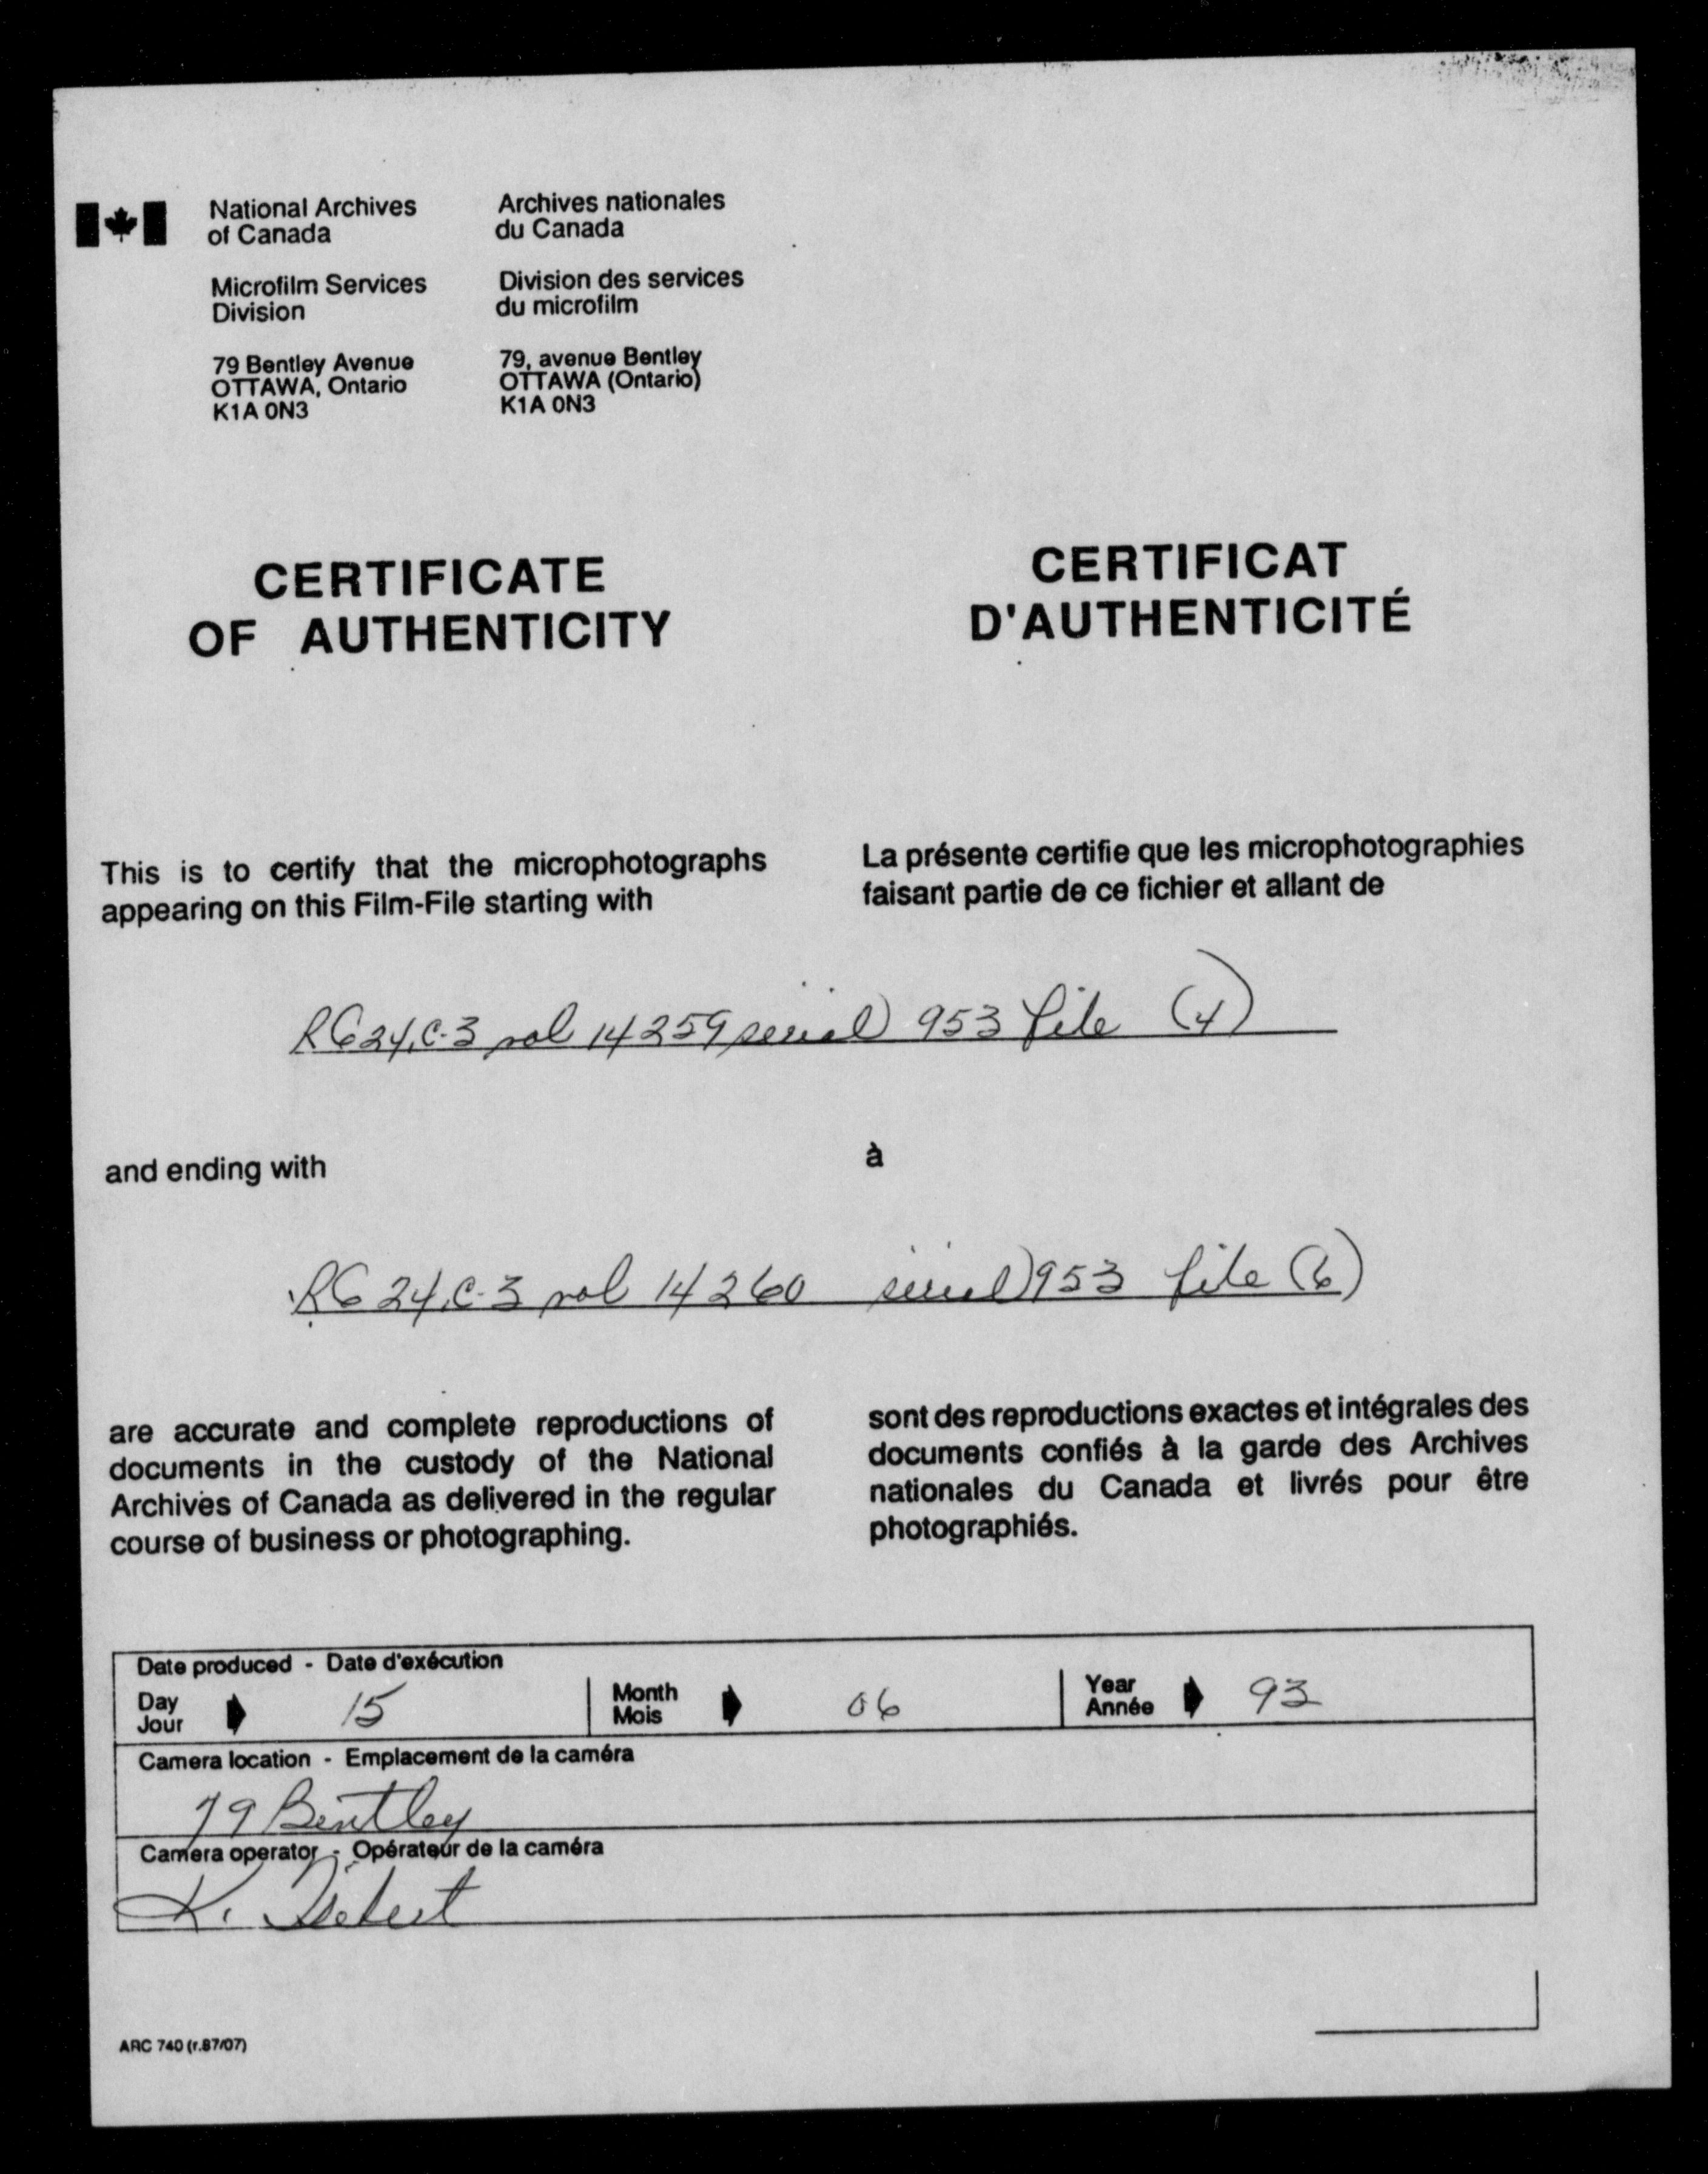 National Archives
of Canada
Archives nationales
du Canada
Microfilm Services
Division
Division des services
du microfilm
79 Bentley Avenue
OTTAWA, Ontario
K1A 0N3
79, avenue Bentley
OTTAWA (Ontario)
K1A 0N3
CERTIFICATE
OF AUTHENTICITY
CERTIFICAT
D'AUTHENTICITÉ
This is to certify that the microphotographs
appearing on this Film-File starting with
La présente certifie que les microphotographies
faisant partie de ce fichier et allant de
RG24,C-3 vol 14259 serial 953 file (4)
and ending with
à
RG 24,C-3 vol 14260 serial 953 file (6)
are accurate and complete reproductions of
documents in the custody of the National
Archives of Canada as delivered in the regular
course of business or photographing.
sont des reproductions exactes et intégrales des
documents confiés à la garde des Archives
nationales du Canada et livrés pour être
photographiés.
Date produced - Date d'exécution
Day
Jour
15
Month
Mois
06
Year
Année
93
Camera location - Emplacement de la caméra
79 Bentley
Camera operator - Opérateur de la caméra
K.
ARC 740 (r.87/07)